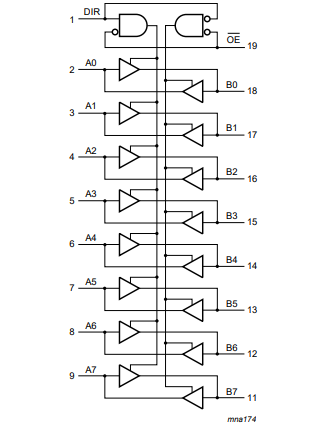 1 DIR
OE 19
2 A0
B0 18
3 A1
B1 17
4 A2
B2 16
5 A3
B3 15
6 A4
B4 14
7 A5
B5 13
8 A6
B6 12
9 A7
B7 11
mna174